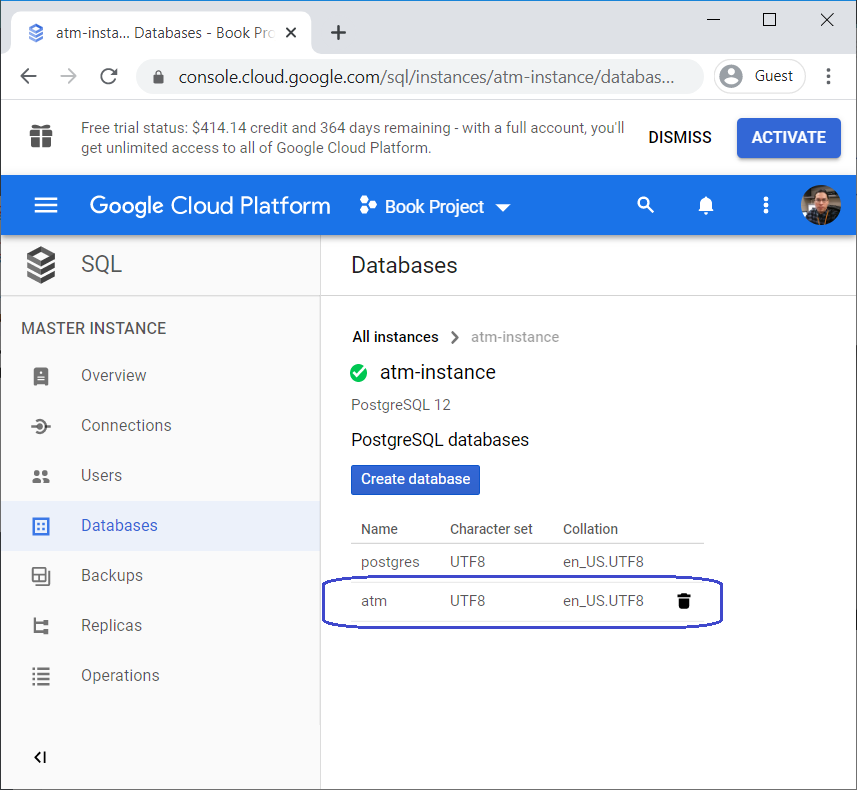 atm-insta... Databases - Book Pro
console.cloud.google.com/sql/instances/atm-instance/databas...
Guest
Free trial status: $414.14 credit and 364 days remaining - with a full account, you'll
get unlimited access to all of Google Cloud Platform.
DISMISS
ACTIVATE
Google Cloud Platform
Book Project
SQL
Databases
MASTER INSTANCE
Overview
Connections
Users
Databases
Backups
Replicas
Operations
All instances
atm-instance
atm-instance
PostgreSQL 12
PostgreSQL databases
Create database
Name Character set Collation
postgres UTF8 en_US.UTF8
atm UTF8 en_US.UTF8